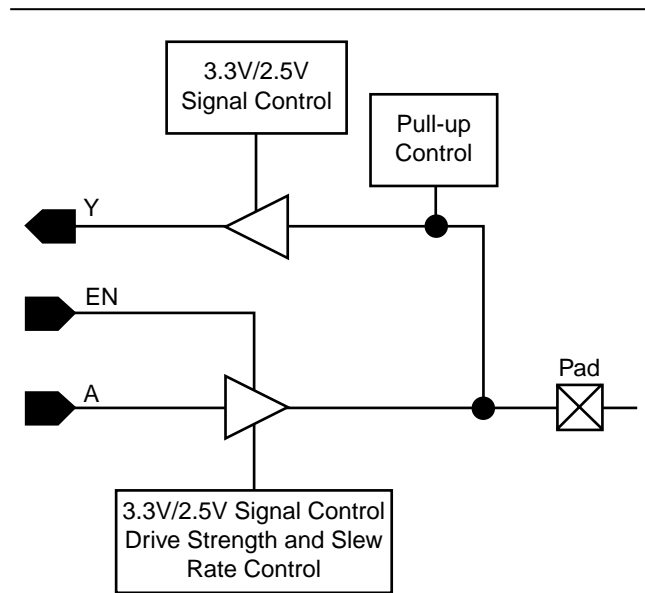 3.3V/2.5V
Signal Control
Pull-up
Control
Y
EN
A
Pad
3.3V/2.5V Signal Control
Drive Strength and Slew
Rate Control